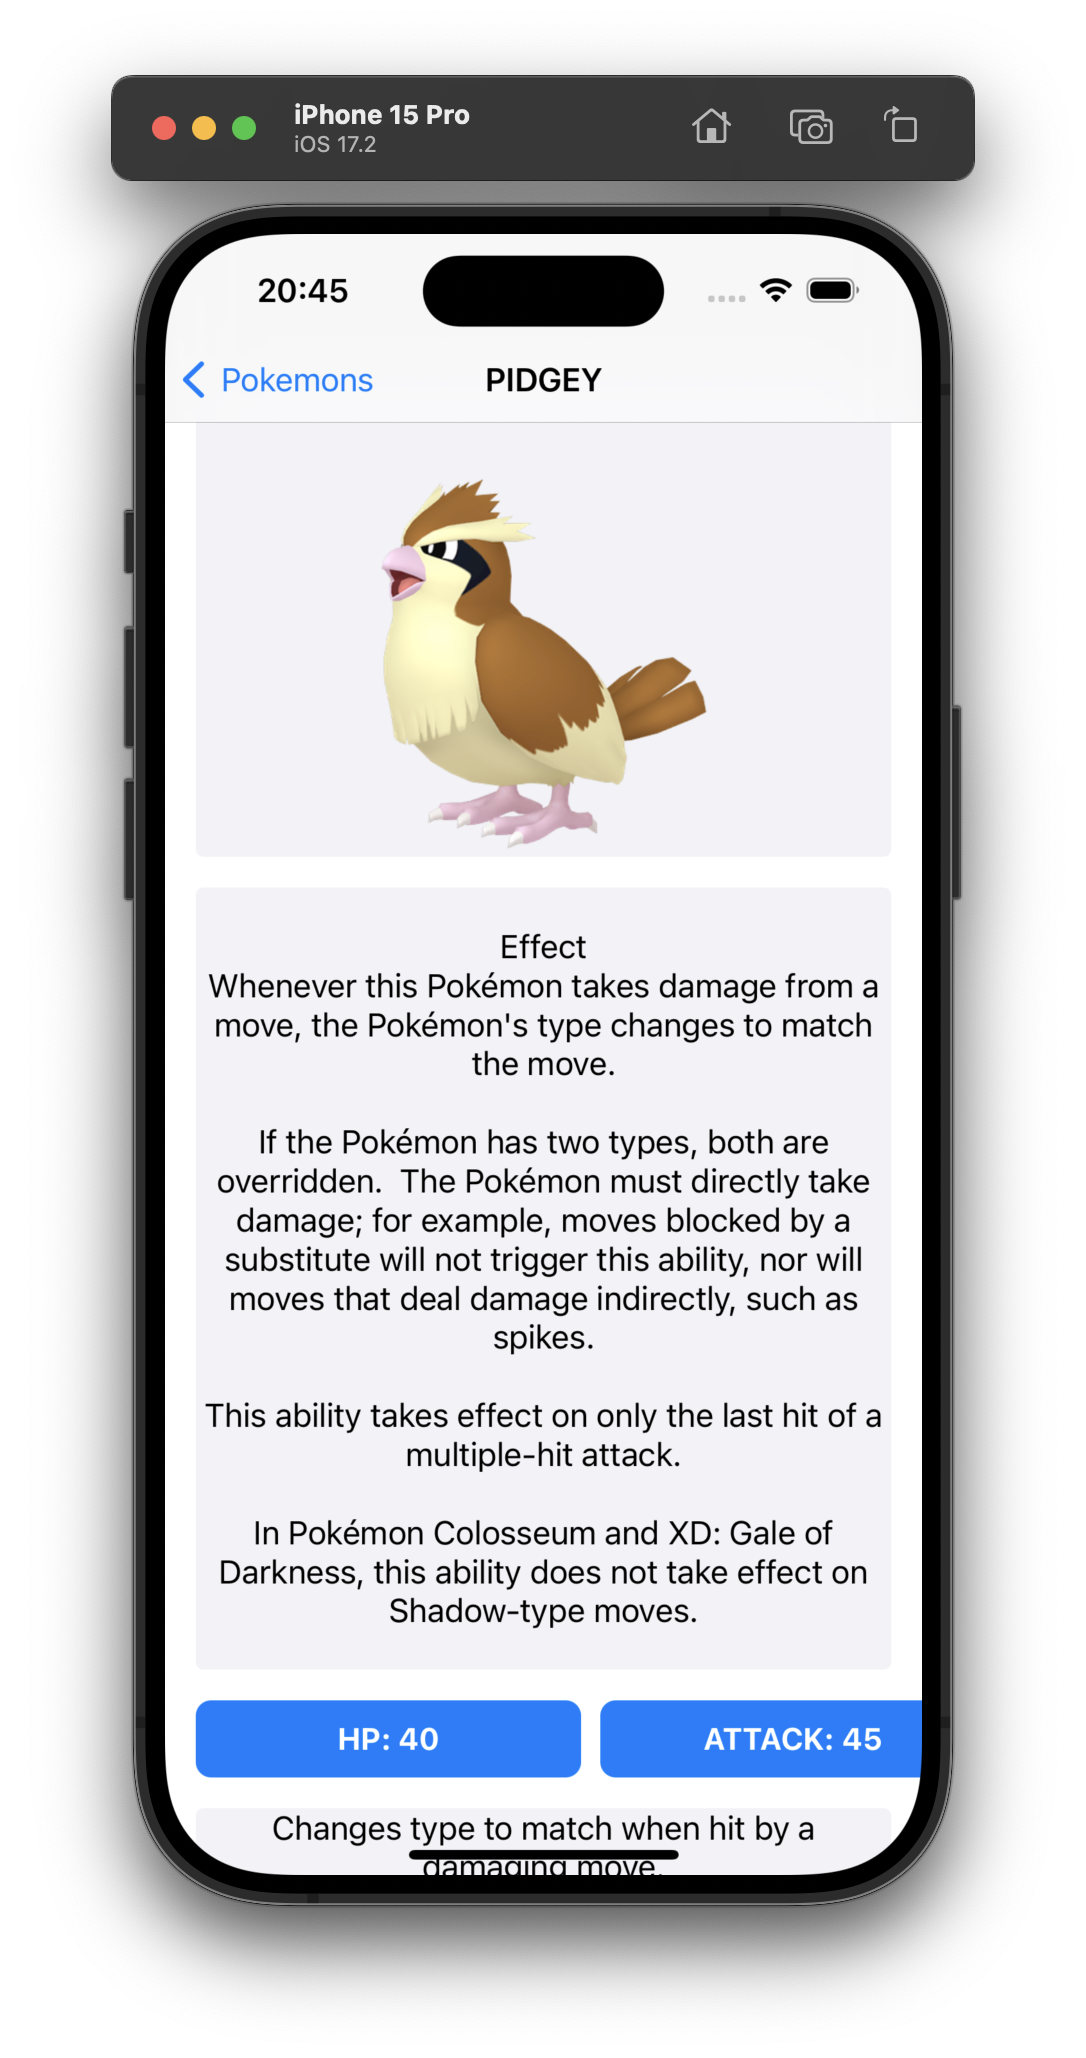 iPhone 15 Pro
iOS 17.2
20:45
Pokemons
PIDGEY
Effect
Whenever this Pokémon takes damage from a
move, the Pokémon's type changes to match
the move.
If the Pokémon has two types, both are
overridden.  The Pokémon must directly take
damage; for example, moves blocked by a
substitute will not trigger this ability, nor will
moves that deal damage indirectly, such as
spikes.
This ability takes effect on only the last hit of a
multiple-hit attack.
In Pokémon Colosseum and XD: Gale of
Darkness, this ability does not take effect on
Shadow-type moves.
HP: 40
ATTACK: 45
Changes type to match when hit by a
damaging move.